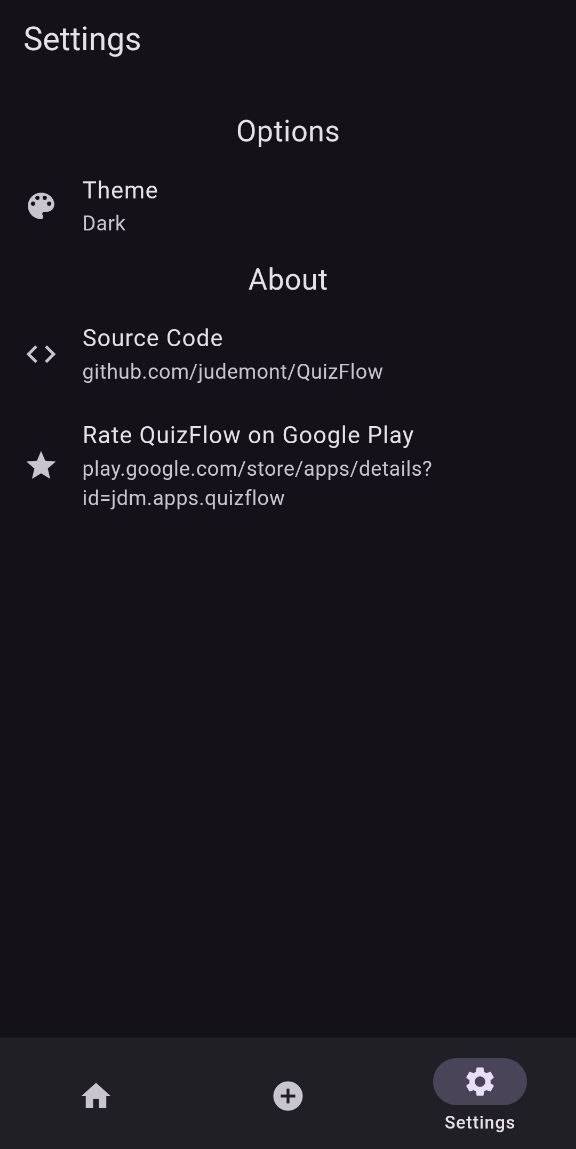 Settings
Options
Theme
Dark
About
Source Code
github.com/judemont/QuizFlow
Rate QuizFlow on Google Play
play.google.com/store/apps/details?
id=jdm.apps.quizflow
Settings